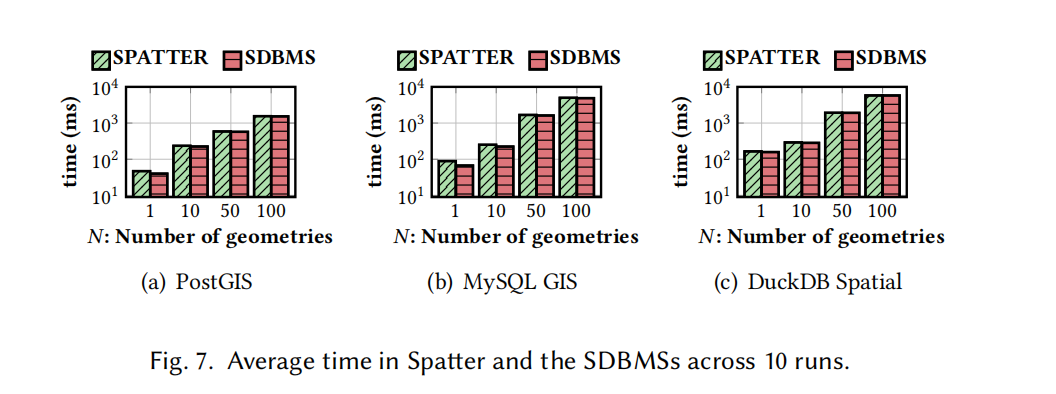 SPATTER SDBMS
10^4
10^3
10^2
10^1
time (ms)
1 10 50 100
N: Number of geometries
(a) PostGIS
SPATTER SDBMS
10^4
10^3
10^2
10^1
time (ms)
1 10 50 100
N: Number of geometries
(b) MySQL GIS
SPATTER SDBMS
10^4
10^3
10^2
10^1
time (ms)
1 10 50 100
N: Number of geometries
(c) DuckDB Spatial
Fig. 7. Average time in Spatter and the SDBMSs across 10 runs.